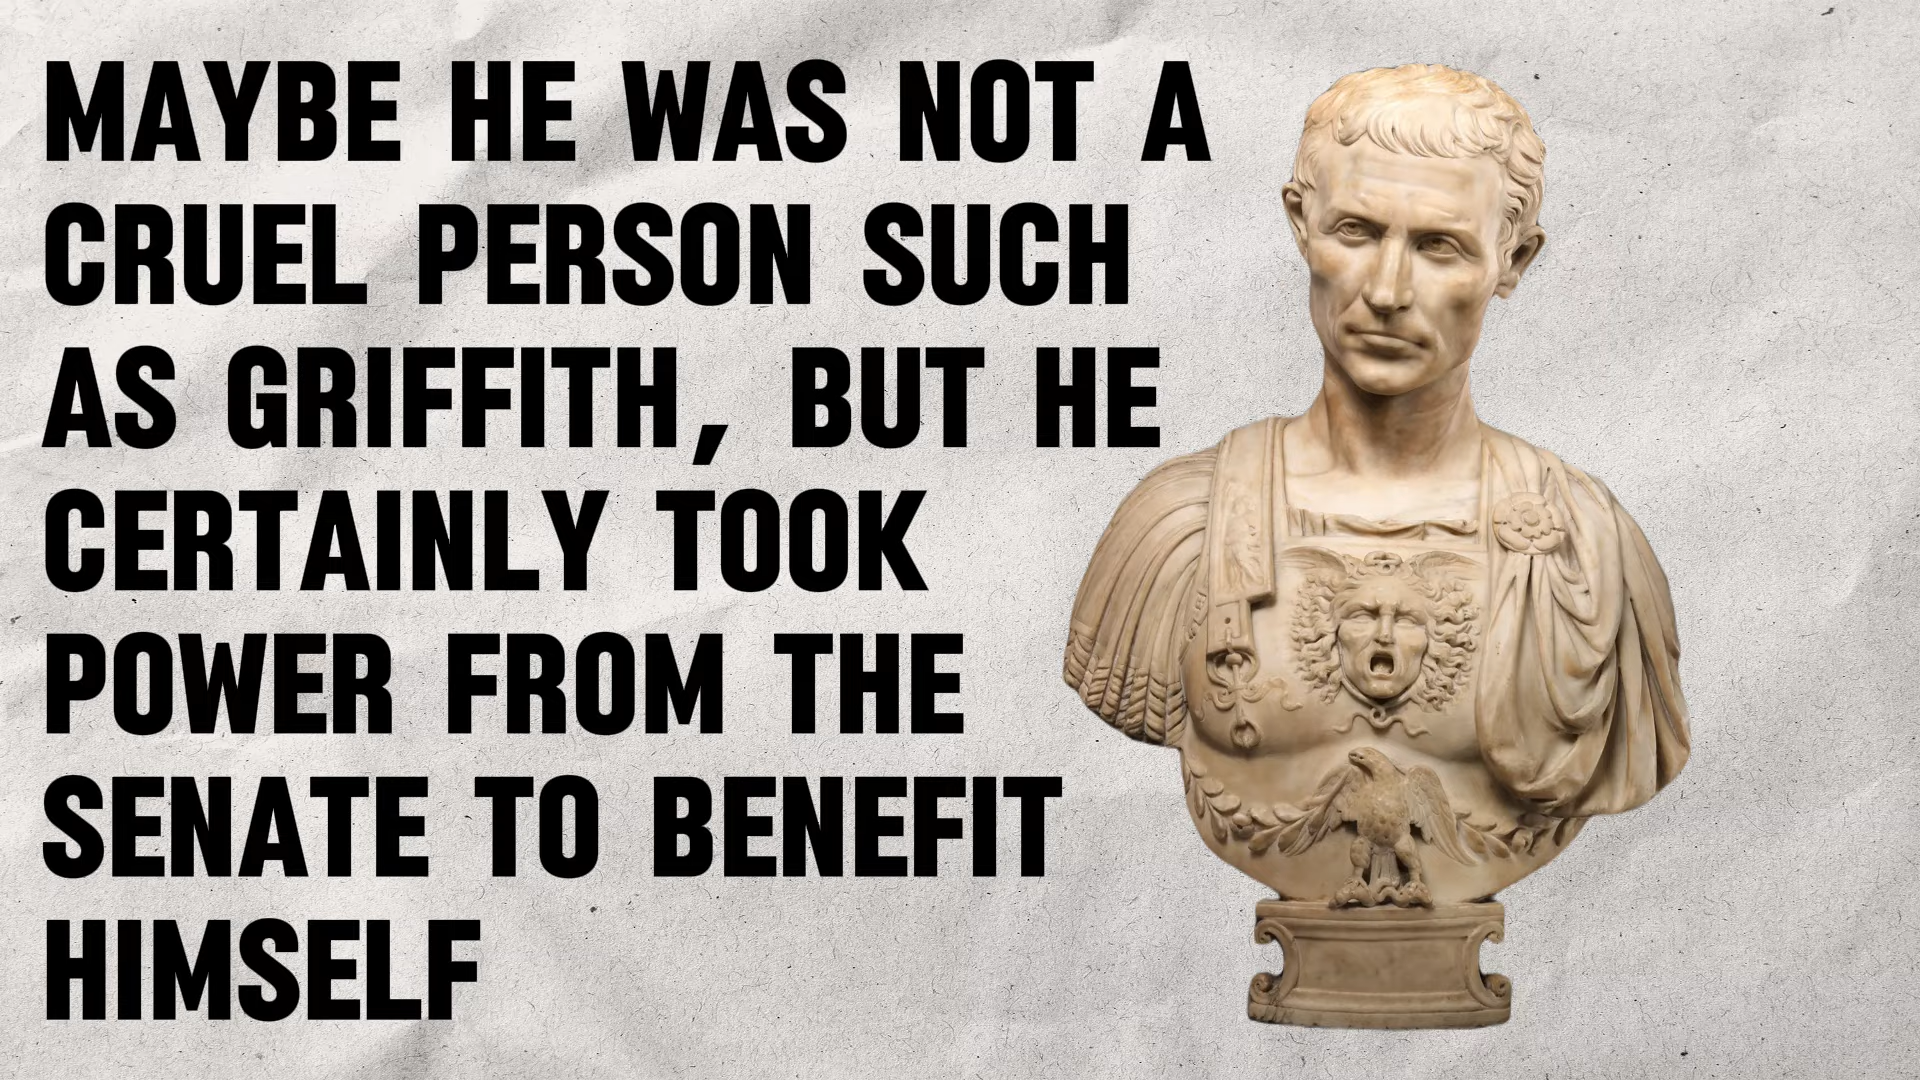 MAYBE HE WAS NOT A
CRUEL PERSON SUCH
AS GRIFFITH, BUT HE
CERTAINLY TOOK
POWER FROM THE
SENATE TO BENEFIT
HIMSELF